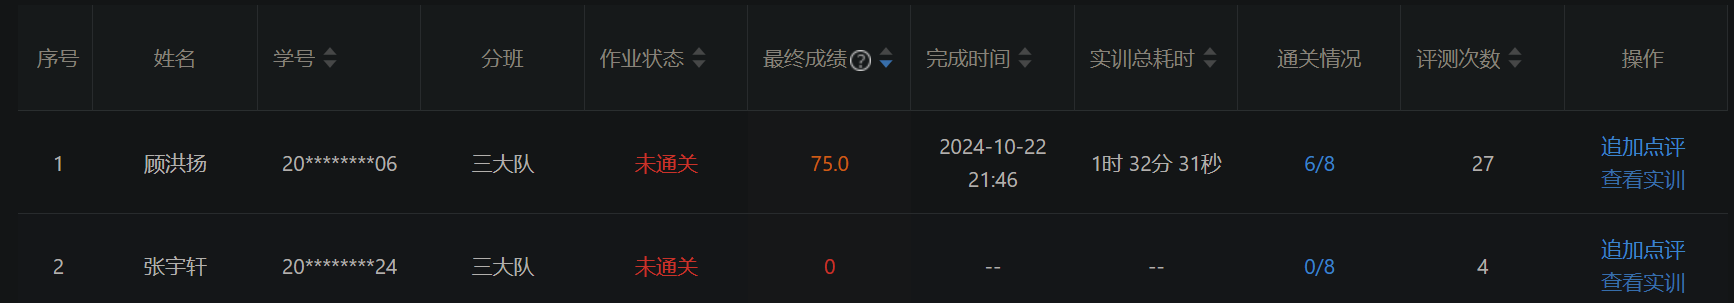 序号 姓名 学号 分班 作业状态 最终成绩? 完成时间 实训总耗时 通关情况 评测次数 操作
1 顾洪扬 20********06 三大队 未通关 75.0 2024-10-22 21:46 1时 32分 31秒 6/8 27 追加点评 查看实训
2 张宇轩 20********24 三大队 未通关 0 -- -- 0/8 4 追加点评 查看实训